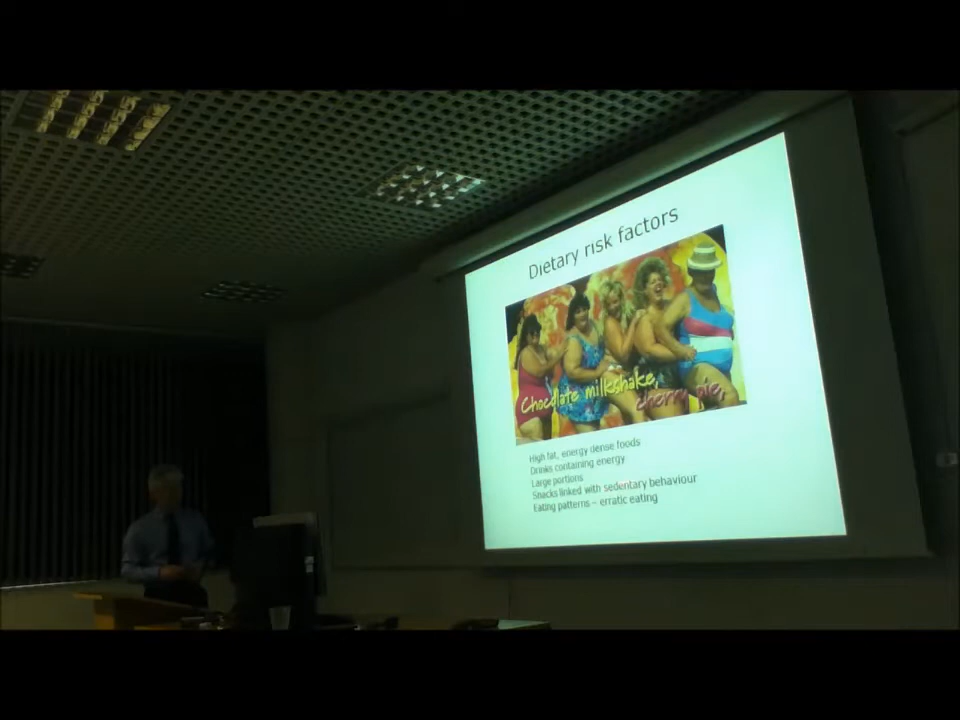 Dietary risk factors
Chocolate milkshake,
cherry pie,
High fat, energy dense foods
Drinks containing energy
Large portions
Snacks linked with sedentary behaviour
Eating patterns – erratic eating